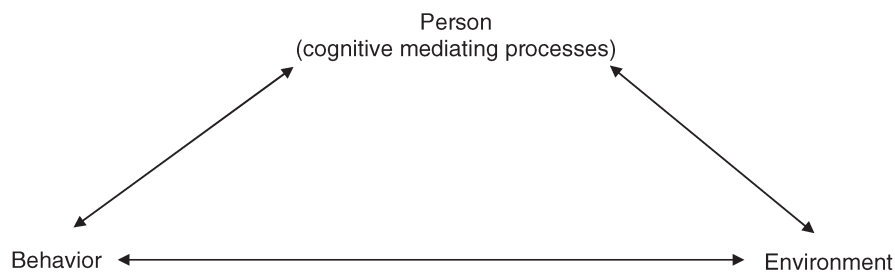 Person
(cognitive mediating processes)
Behavior
Environment